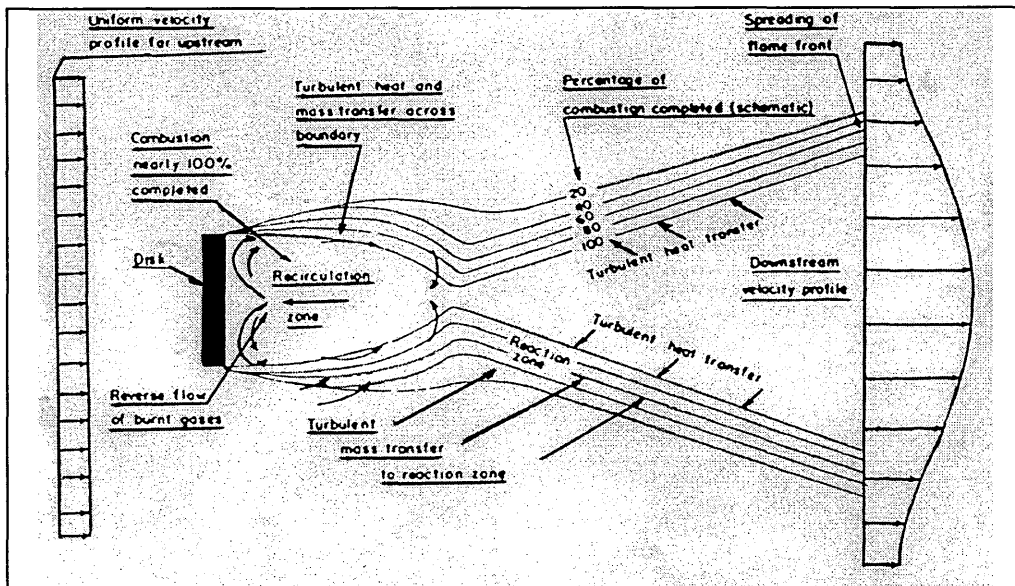 Uniform velocity
profile far upstream
Spreading of
flame front
Turbulent heat and
mass transfer across
boundary
Percentage of
combustion completed (schematic)
Combustion
nearly 100%
completed
20
40
60
80
100
Turbulent heat transfer
Disk
Recirculation
zone
Downstream
velocity profile
Turbulent heat transfer
Reaction
zone
Reverse flow
of burnt gases
Turbulent
mass transfer
to reaction zone